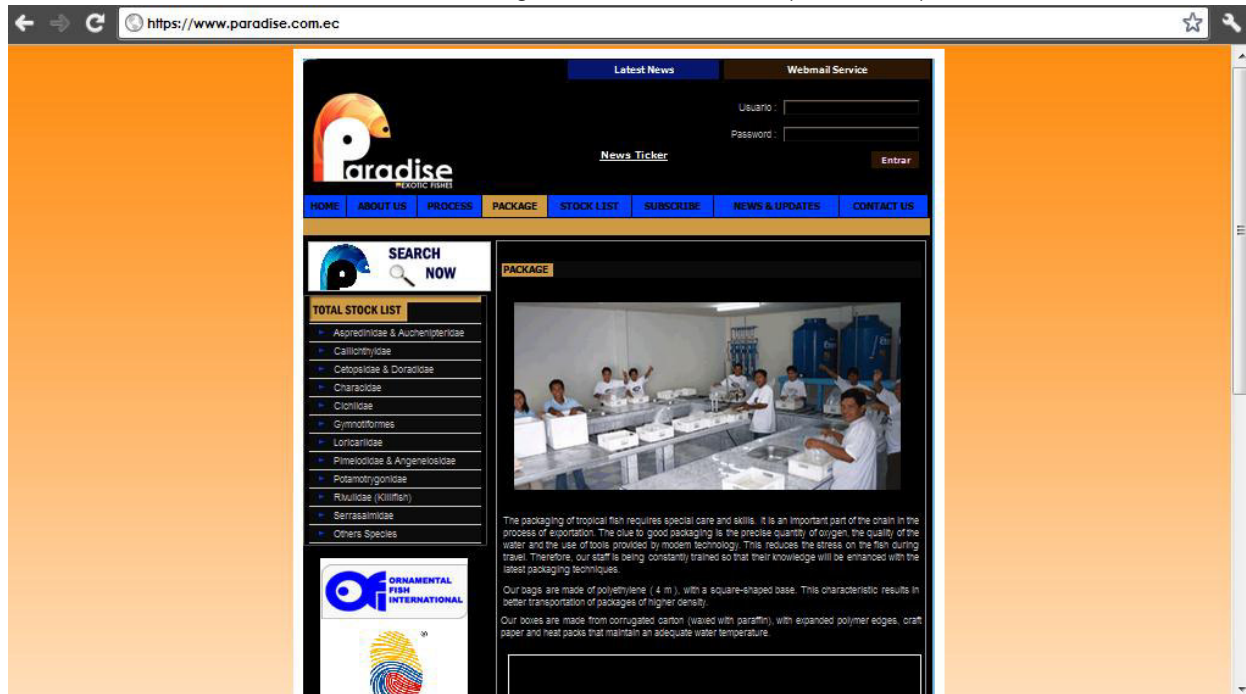 https://www.paradise.com.ec
Latest News
Webmail Service
Usuario :
Password :
News Ticker
Entrar
Paradise
EXOTIC FISHES
HOME ABOUT US PROCESS PACKAGE STOCK LIST SUBSCRIBE NEWS & UPDATES CONTACT US
SEARCH
NOW
TOTAL STOCK LIST
Aspredinidae & Auchenipteridae
Callichthyidae
Cetopsidae & Doradidae
Characidae
Cichlidae
Gymnotiformes
Loricariidae
Pimelodidae & Angeneiosidae
Potamotrygonidae
Rivulidae (Killifish)
Serrasalmidae
Others Species
ORNAMENTAL
FISH
INTERNATIONAL
PACKAGE
The packaging of tropical fish requires special care and skills. It is an important part of the chain in the
process of exportation. The clue to good packaging is the precise quantity of oxygen, the quality of the
water and the use of tools provided by modern technology. This reduces the stress on the fish during
travel. Therefore, our staff is being constantly trained so that their knowledge will be enhanced with the
latest packaging techniques.
Our bags are made of polyethylene ( 4 m ), with a square-shaped base. This characteristic results in
better transportation of packages of higher density.
Our boxes are made from corrugated carton (waxed with paraffin), with expanded polymer edges, craft
paper and heat packs that maintain an adequate water temperature.